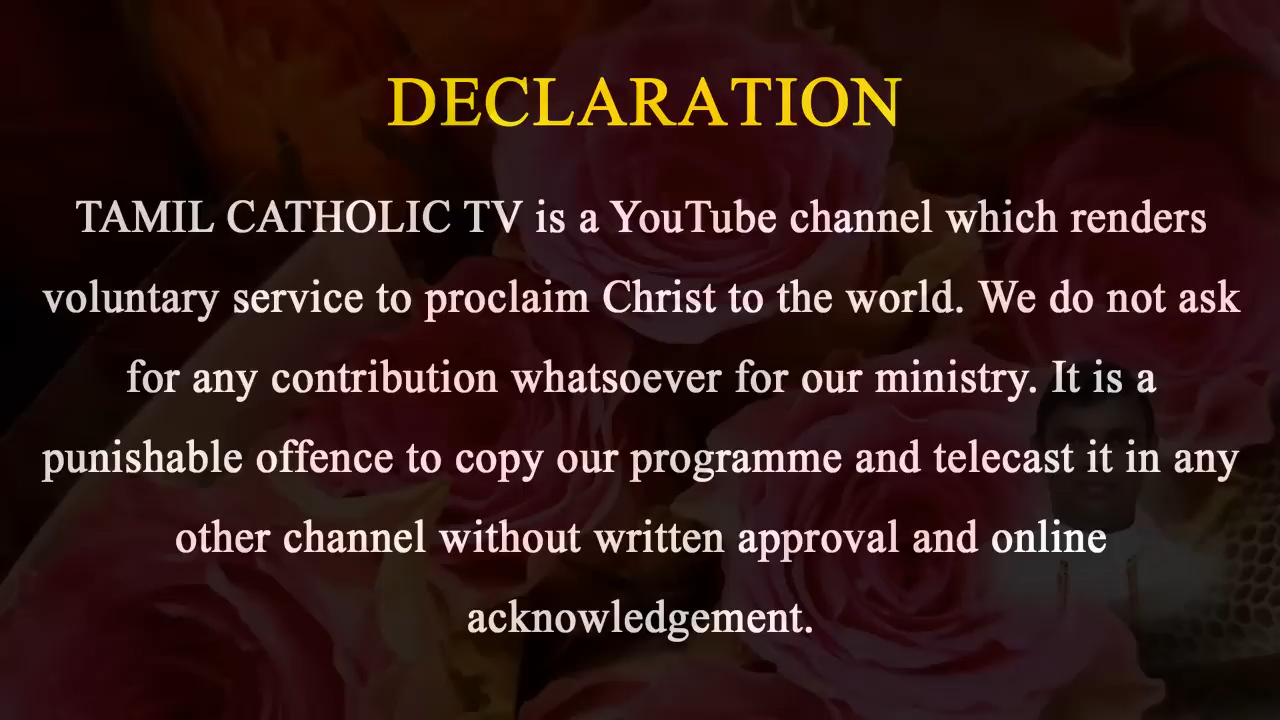 DECLARATION
TAMIL CATHOLIC TV is a YouTube channel which renders
voluntary service to proclaim Christ to the world. We do not ask
for any contribution whatsoever for our ministry. It is a
punishable offence to copy our programme and telecast it in any
other channel without written approval and online
acknowledgement.